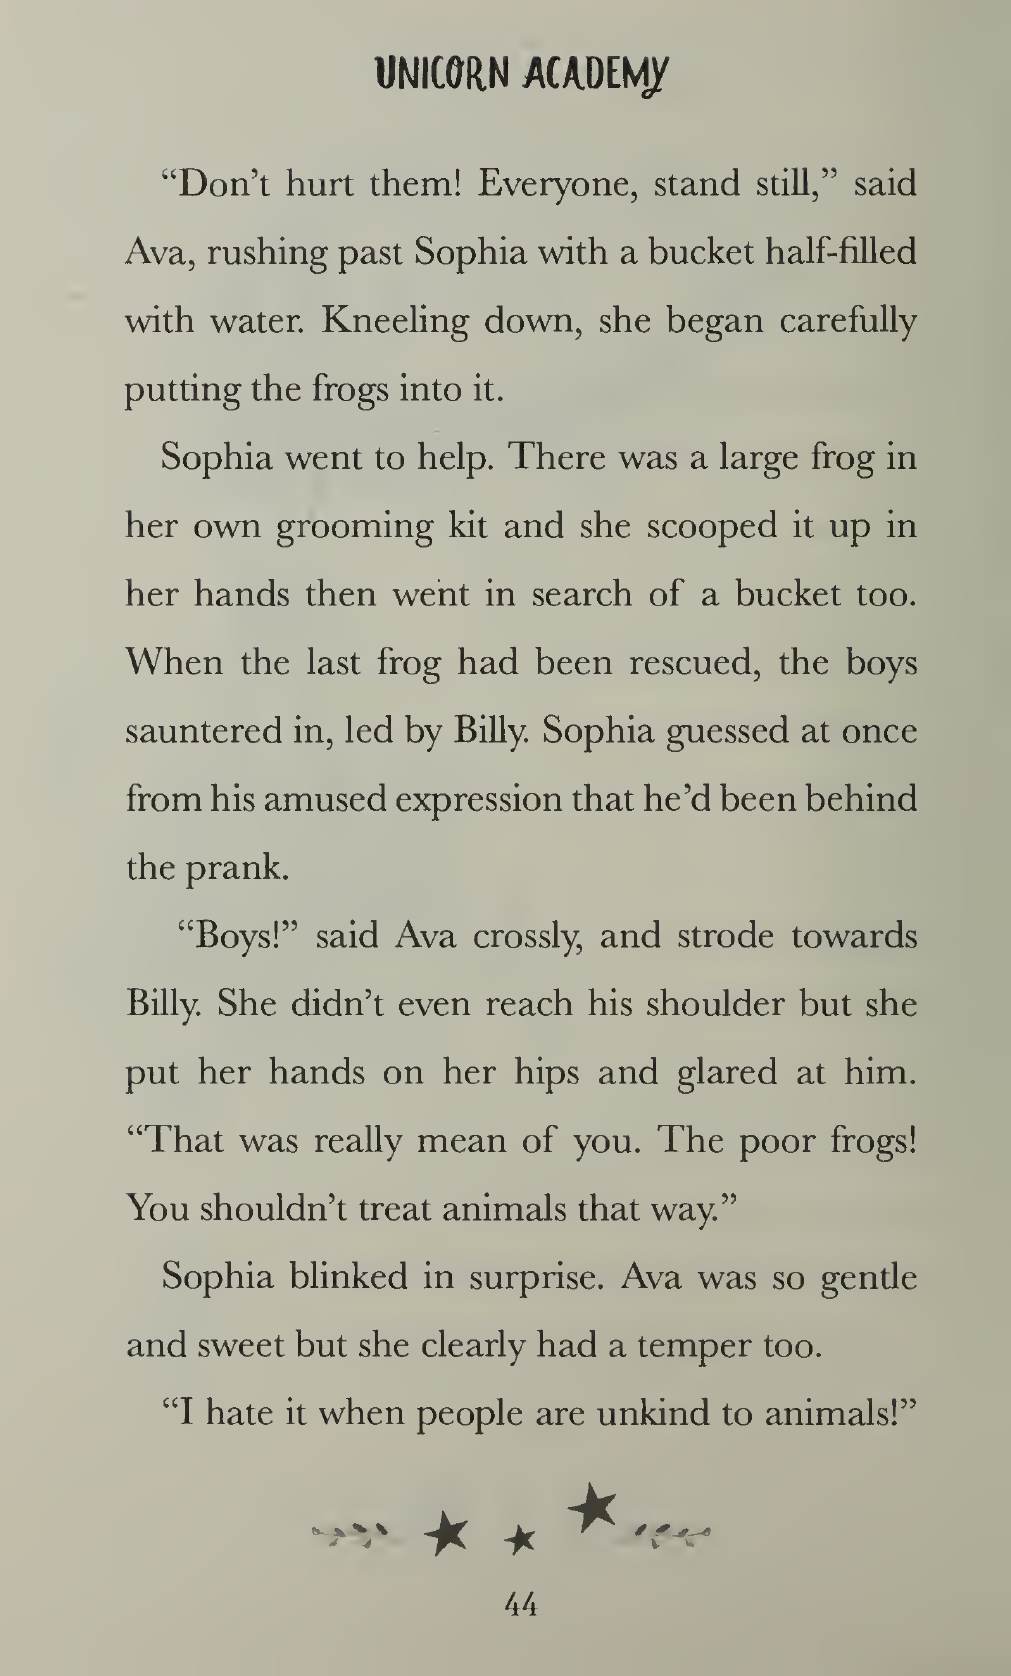 UNICORN ACADEMY
“Don’t hurt them! Everyone, stand still,” said
Ava, rushing past Sophia with a bucket half-filled
with water. Kneeling down, she began carefully
putting the frogs into it.
Sophia went to help. There was a large frog in
her own grooming kit and she scooped it up in
her hands then went in search of a bucket too.
When the last frog had been rescued, the boys
sauntered in, led by Billy. Sophia guessed at once
from his amused expression that he’d been behind
the prank.
“Boys!” said Ava crossly, and strode towards
Billy. She didn’t even reach his shoulder but she
put her hands on her hips and glared at him.
“That was really mean of you. The poor frogs!
You shouldn’t treat animals that way.”
Sophia blinked in surprise. Ava was so gentle
and sweet but she clearly had a temper too.
“I hate it when people are unkind to animals!”
44